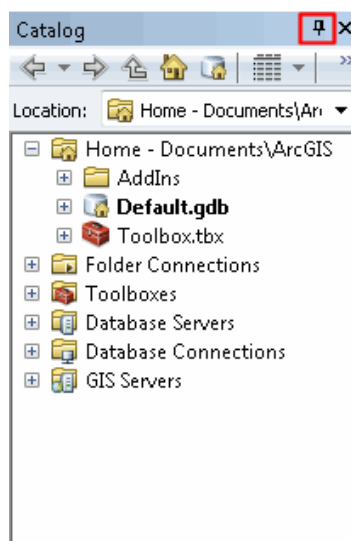 Catalog
Location: Home - Documents\Ar
Home - Documents\ArcGIS
AddIns
Default.gdb
Toolbox.tbx
Folder Connections
Toolboxes
Database Servers
Database Connections
GIS Servers